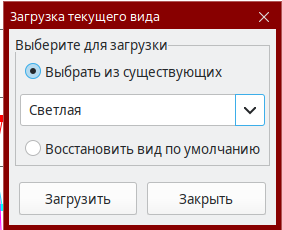 Загрузка текущего вида
Выберите для загрузки
Выбрать из существующих
Светлая
Восстановить вид по умолчанию
Загрузить
Закрыть